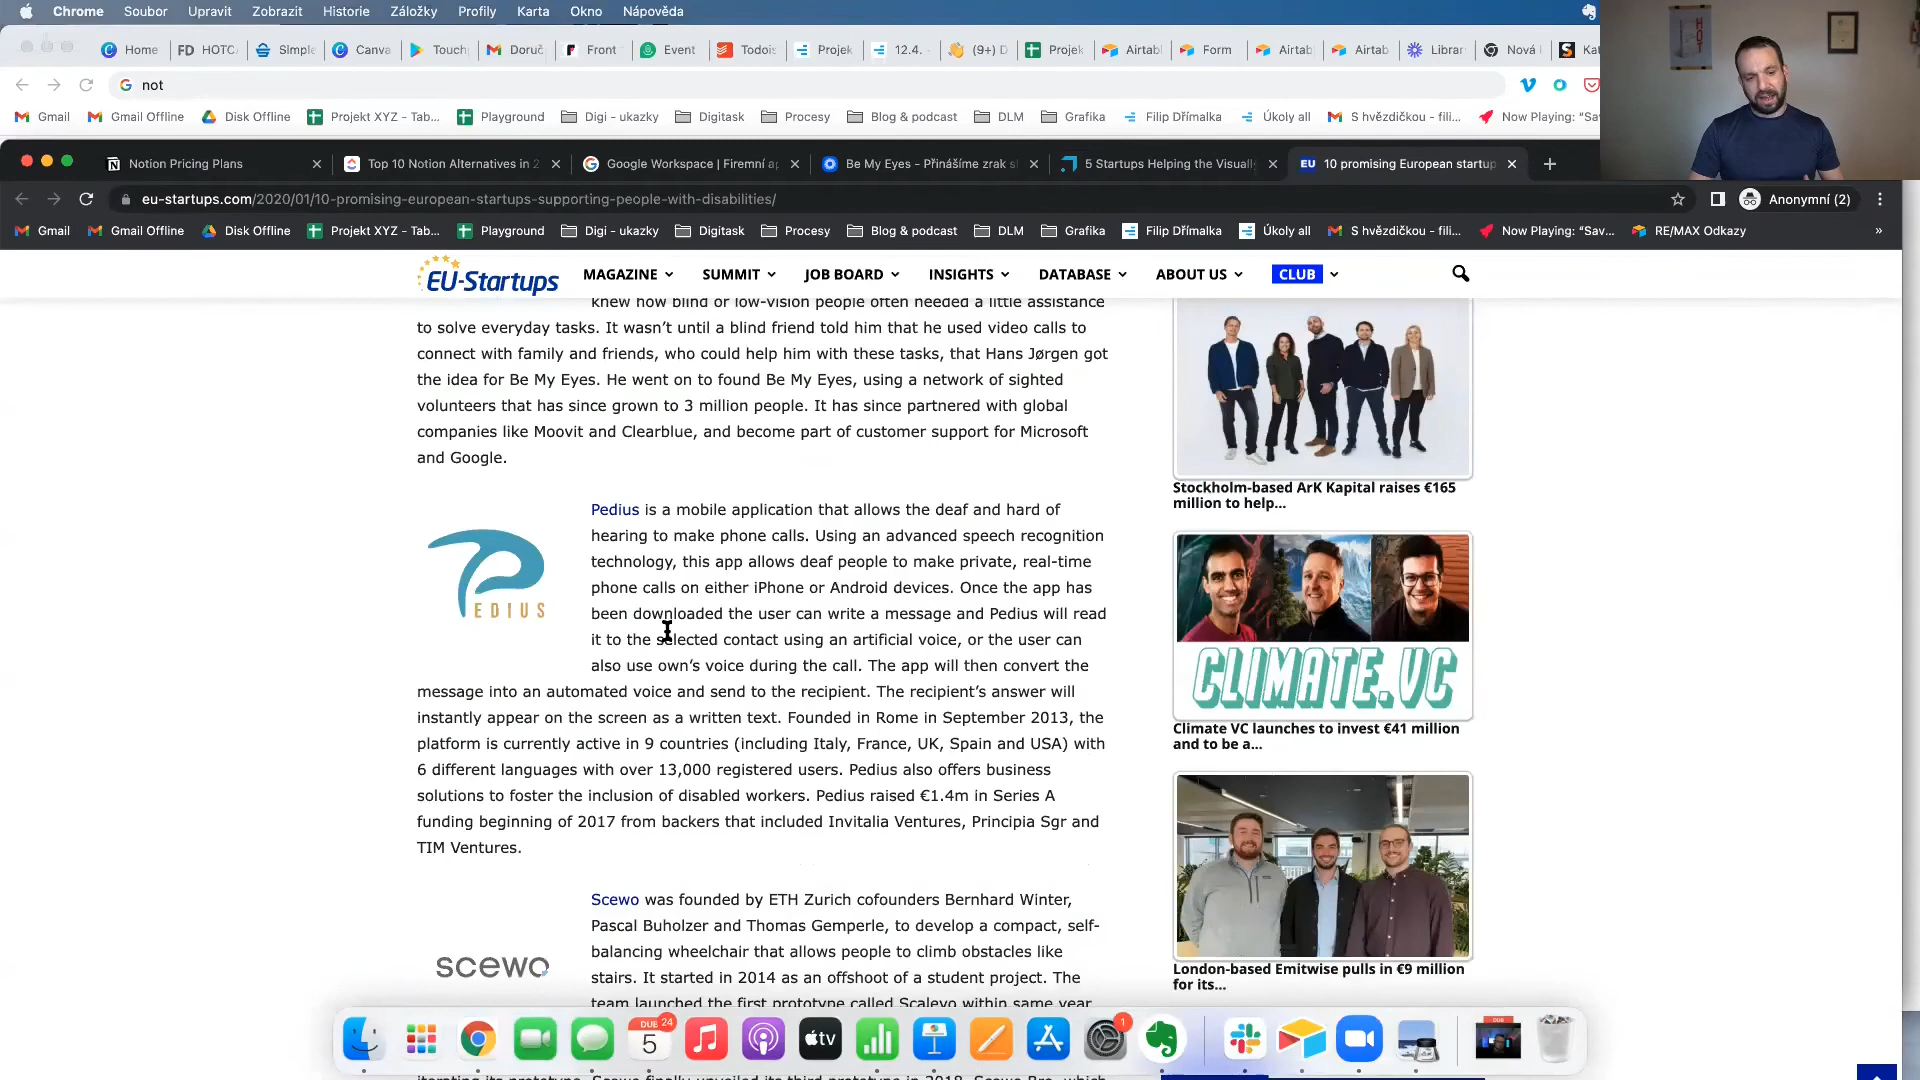 Chrome Soubor Upravit Zobrazit Historie Záložky Profily Karta Okno Nápověda
Home HOTC Simple Canva Touch Doruč Front Event Todois Projek 12.4. - (9+) D Projek Airtab Form Airtab Airtab Librar Nová Kat
not
Gmail Gmail Offline Disk Offline Projekt XYZ - Tab... Playground Digi - ukazky Digitask Procesy Blog & podcast DLM Grafika Filip Dřímalka Úkoly all S hvězdičkou - fili... Now Playing: “Sa
Notion Pricing Plans Top 10 Notion Alternatives in 2 Google Workspace | Firemní ap Be My Eyes - Přinášíme zrak s 5 Startups Helping the Visuall EU 10 promising European startup
eu-startups.com/2020/01/10-promising-european-startups-supporting-people-with-disabilities/ Anonymní (2)
Gmail Gmail Offline Disk Offline Projekt XYZ - Tab... Playground Digi - ukazky Digitask Procesy Blog & podcast DLM Grafika Filip Dřímalka Úkoly all S hvězdičkou - fili... Now Playing: “Sav... RE/MAX Odkazy »
EU-Startups MAGAZINE SUMMIT JOB BOARD INSIGHTS DATABASE ABOUT US CLUB
knew how blind or low-vision people often needed a little assistance
to solve everyday tasks. It wasn’t until a blind friend told him that he used video calls to
connect with family and friends, who could help him with these tasks, that Hans Jørgen got
the idea for Be My Eyes. He went on to found Be My Eyes, using a network of sighted
volunteers that has since grown to 3 million people. It has since partnered with global
companies like Moovit and Clearblue, and become part of customer support for Microsoft
and Google.
Pedius is a mobile application that allows the deaf and hard of
hearing to make phone calls. Using an advanced speech recognition
technology, this app allows deaf people to make private, real-time
phone calls on either iPhone or Android devices. Once the app has
been downloaded the user can write a message and Pedius will read
it to the selected contact using an artificial voice, or the user can
also use own’s voice during the call. The app will then convert the
message into an automated voice and send to the recipient. The recipient’s answer will
instantly appear on the screen as a written text. Founded in Rome in September 2013, the
platform is currently active in 9 countries (including Italy, France, UK, Spain and USA) with
6 different languages with over 13,000 registered users. Pedius also offers business
solutions to foster the inclusion of disabled workers. Pedius raised €1.4m in Series A
funding beginning of 2017 from backers that included Invitalia Ventures, Principia Sgr and
TIM Ventures.
EDIUS
Scewo was founded by ETH Zurich cofounders Bernhard Winter,
Pascal Buholzer and Thomas Gemperle, to develop a compact, self-
balancing wheelchair that allows people to climb obstacles like
stairs. It started in 2014 as an offshoot of a student project. The
team launched the first prototype called Scalevo within same year
scewo
Stockholm-based ArK Kapital raises €165
million to help...
CLIMATE.VC
Climate VC launches to invest €41 million
and to be a...
London-based Emitwise pulls in €9 million
for its...
DUB 24
5
tv
1
iterating its prototype. Scewo finally unveiled its third prototype in 2018. Scewo Bro, which